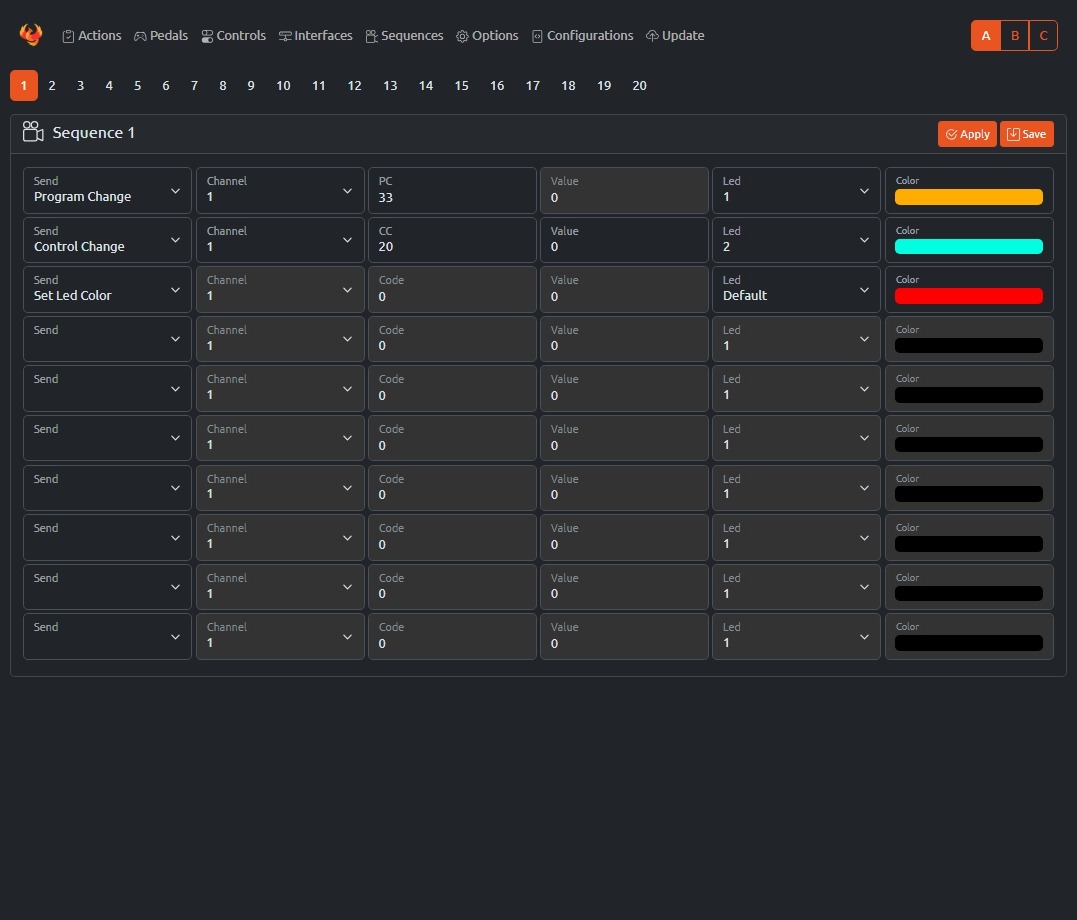 Actions Pedals Controls Interfaces Sequences Options Configurations Update A B C
1 2 3 4 5 6 7 8 9 10 11 12 13 14 15 16 17 18 19 20
Sequence 1 Apply Save
Send Channel PC Value Led Color
Program Change 1 33 0 1
Send Channel CC Value Led Color
Control Change 1 20 0 2
Send Channel Code Value Led Color
Set Led Color 1 0 0 Default
Send Channel Code Value Led Color
1 0 0 1
Send Channel Code Value Led Color
1 0 0 1
Send Channel Code Value Led Color
1 0 0 1
Send Channel Code Value Led Color
1 0 0 1
Send Channel Code Value Led Color
1 0 0 1
Send Channel Code Value Led Color
1 0 0 1
Send Channel Code Value Led Color
1 0 0 1